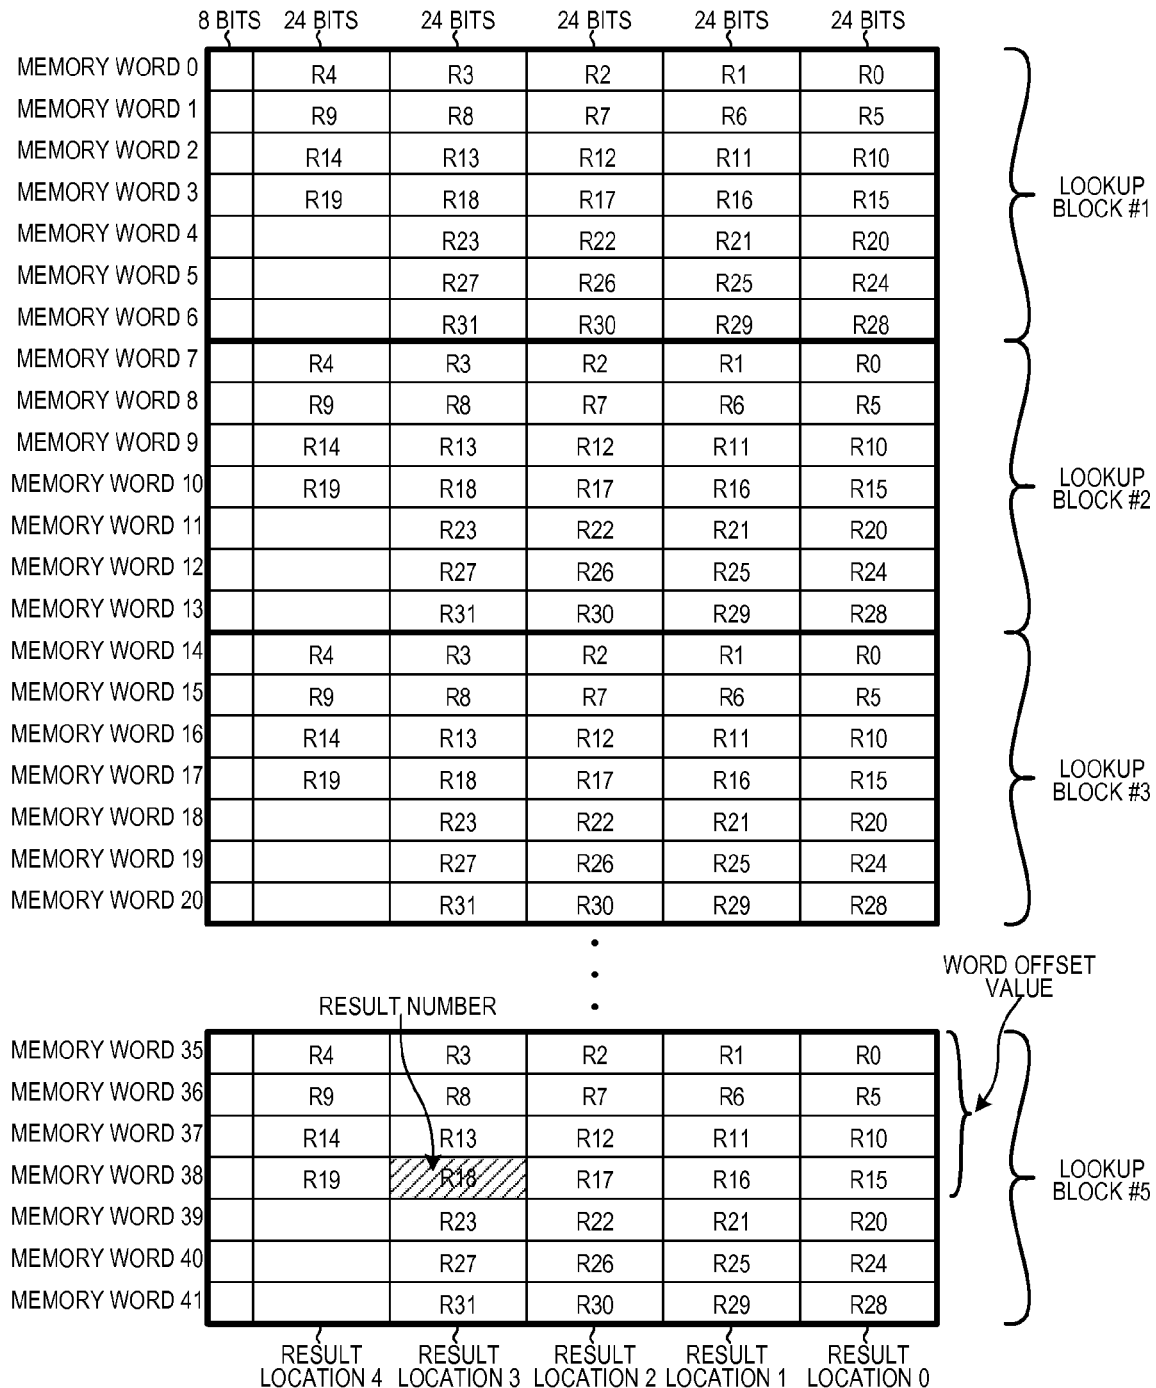 8 BITS 24 BITS 24 BITS 24 BITS 24 BITS 24 BITS
MEMORY WORD 0 R4 R3 R2 R1 R0
MEMORY WORD 1 R9 R8 R7 R6 R5
MEMORY WORD 2 R14 R13 R12 R11 R10
MEMORY WORD 3 R19 R18 R17 R16 R15
LOOKUP
BLOCK #1
MEMORY WORD 4 R23 R22 R21 R20
MEMORY WORD 5 R27 R26 R25 R24
MEMORY WORD 6 R31 R30 R29 R28
MEMORY WORD 7 R4 R3 R2 R1 R0
MEMORY WORD 8 R9 R8 R7 R6 R5
MEMORY WORD 9 R14 R13 R12 R11 R10
MEMORY WORD 10 R19 R18 R17 R16 R15
LOOKUP
BLOCK #2
MEMORY WORD 11 R23 R22 R21 R20
MEMORY WORD 12 R27 R26 R25 R24
MEMORY WORD 13 R31 R30 R29 R28
MEMORY WORD 14 R4 R3 R2 R1 R0
MEMORY WORD 15 R9 R8 R7 R6 R5
MEMORY WORD 16 R14 R13 R12 R11 R10
MEMORY WORD 17 R19 R18 R17 R16 R15
LOOKUP
BLOCK #3
MEMORY WORD 18 R23 R22 R21 R20
MEMORY WORD 19 R27 R26 R25 R24
MEMORY WORD 20 R31 R30 R29 R28
WORD OFFSET
VALUE
RESULT NUMBER
MEMORY WORD 35 R4 R3 R2 R1 R0
MEMORY WORD 36 R9 R8 R7 R6 R5
MEMORY WORD 37 R14 R13 R12 R11 R10
MEMORY WORD 38 R19 R18 R17 R16 R15
LOOKUP
BLOCK #5
MEMORY WORD 39 R23 R22 R21 R20
MEMORY WORD 40 R27 R26 R25 R24
MEMORY WORD 41 R31 R30 R29 R28
RESULT RESULT RESULT RESULT RESULT
LOCATION 4 LOCATION 3 LOCATION 2 LOCATION 1 LOCATION 0